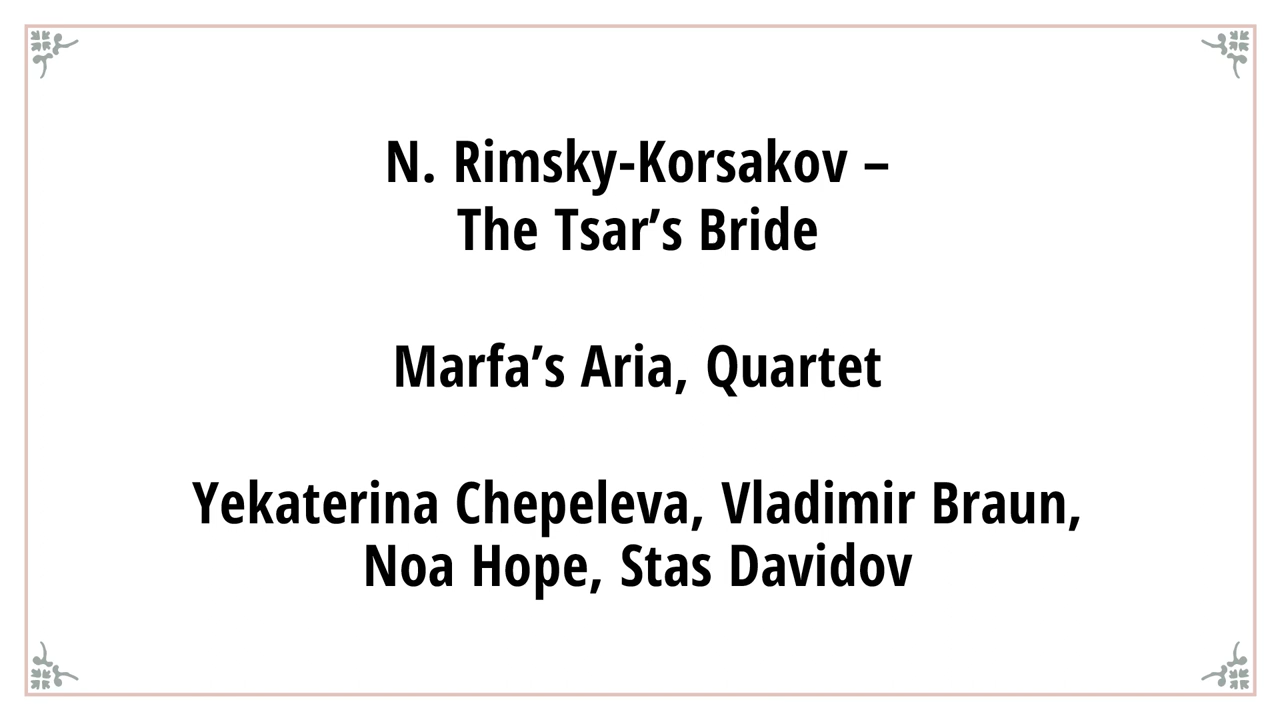 N. Rimsky-Korsakov –
The Tsar’s Bride
Marfa’s Aria, Quartet
Yekaterina Chepeleva, Vladimir Braun,
Noa Hope, Stas Davidov